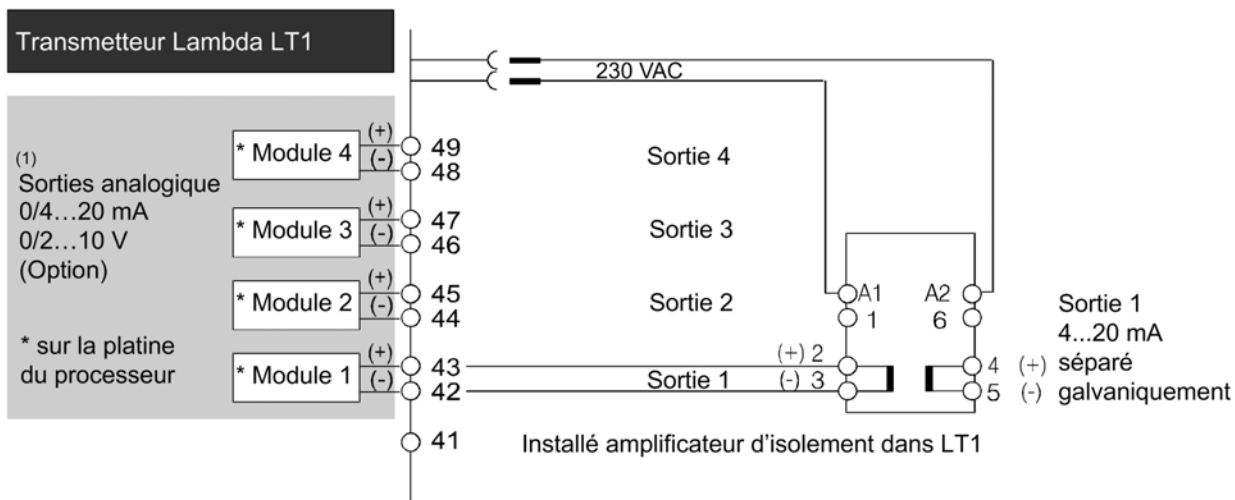 Transmetteur Lambda LT1
230 VAC
(1)
Sorties analogique
0/4...20 mA
0/2...10 V
(Option)
* sur la platine
du processeur
* Module 4 (+) 49
(-) 48
Sortie 4
* Module 3 (+) 47
(-) 46
Sortie 3
* Module 2 (+) 45
(-) 44
Sortie 2
* Module 1 (+) 43
(-) 42
Sortie 1
41
A1 A2
1 6
(+) 2
(-) 3
4 (+)
5 (-)
Sortie 1
4...20 mA
séparé
galvaniquement
Installé amplificateur d'isolement dans LT1